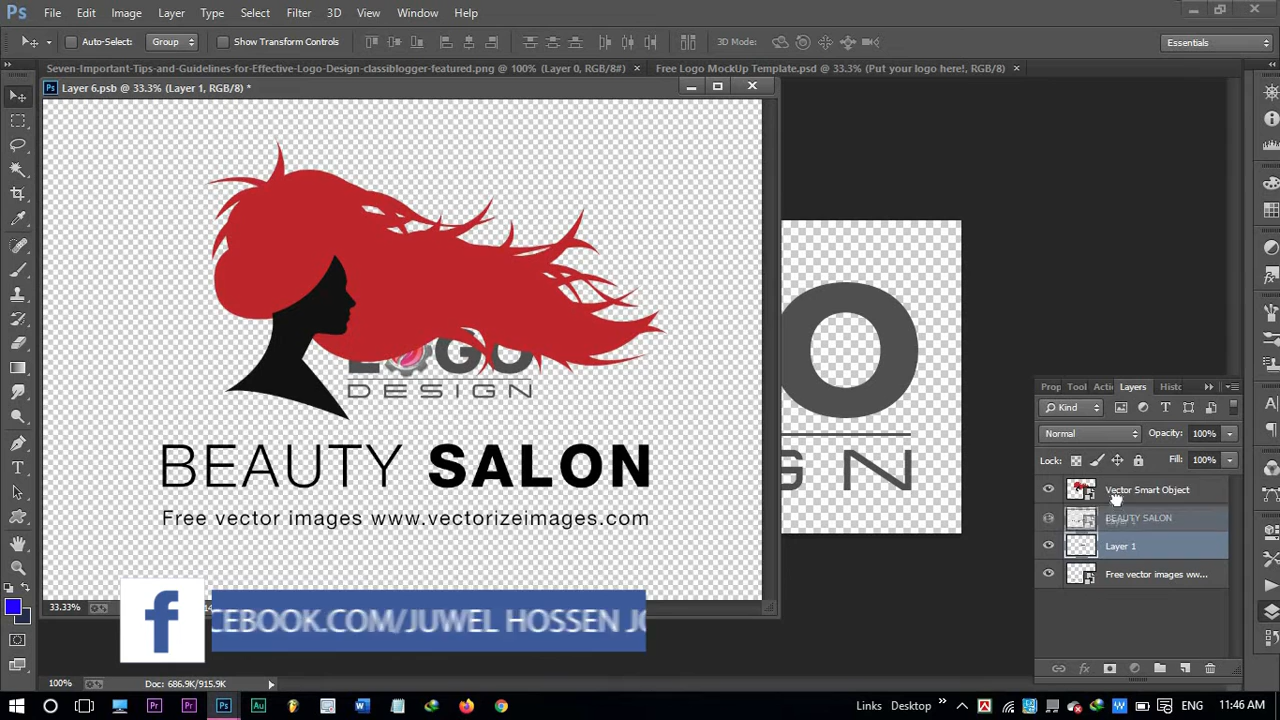 Ps File Edit Image Layer Type Select Filter 3D View Window Help
Auto-Select: Group Show Transform Controls 3D Mode: Essentials
Seven-Important-Tips-and-Guidelines-for-Effective-Logo-Design-classiblogger-featured.png @ 100% (Layer 0, RGB/8#) Free Logo MockUp Template.psd @ 33.3% (Put your logo here!, RGB/8)
Layer 6.psb @ 33.3% (Layer 1, RGB/8) *
LOGO
DESIGN
BEAUTY SALON
Free vector images www.vectorizeimages.com
O
G N
Prop Tool Acti Layers Histo
Kind
Normal Opacity: 100%
Lock: Fill: 100%
Vector Smart Object
BEAUTY SALON
Layer 1
Free vector images ww...
33.33%
CEBOOK.COM/JUWEL HOSSEN JO
100% Doc: 686.9K/915.9K
Links Desktop ENG 11:46 AM